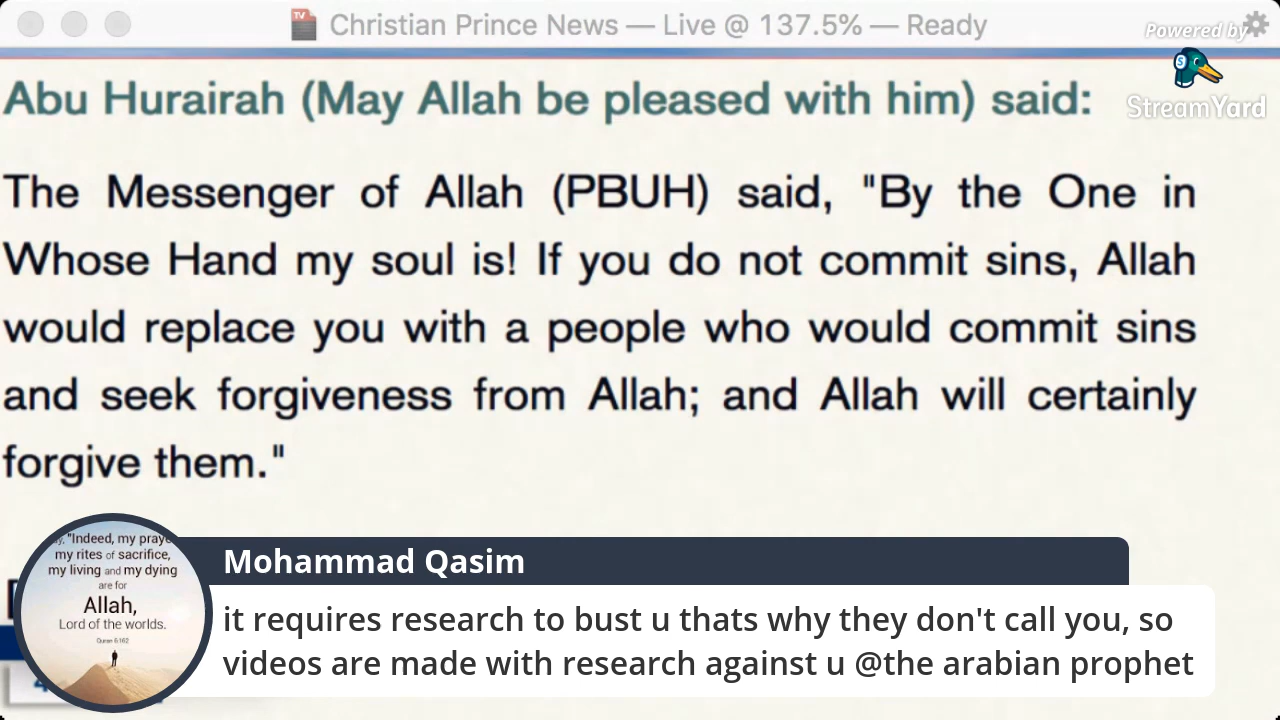 TV
Christian Prince News — Live @ 137.5% — Ready
Powered by
StreamYard
Abu Hurairah (May Allah be pleased with him) said:
The Messenger of Allah (PBUH) said, "By the One in
Whose Hand my soul is! If you do not commit sins, Allah
would replace you with a people who would commit sins
and seek forgiveness from Allah; and Allah will certainly
forgive them."
"Indeed, my praye
my rites of sacrifice,
my living and my dying
are for
Allah,
Lord of the worlds.
Quran 6:162
Mohammad Qasim
it requires research to bust u thats why they don't call you, so
videos are made with research against u @the arabian prophet